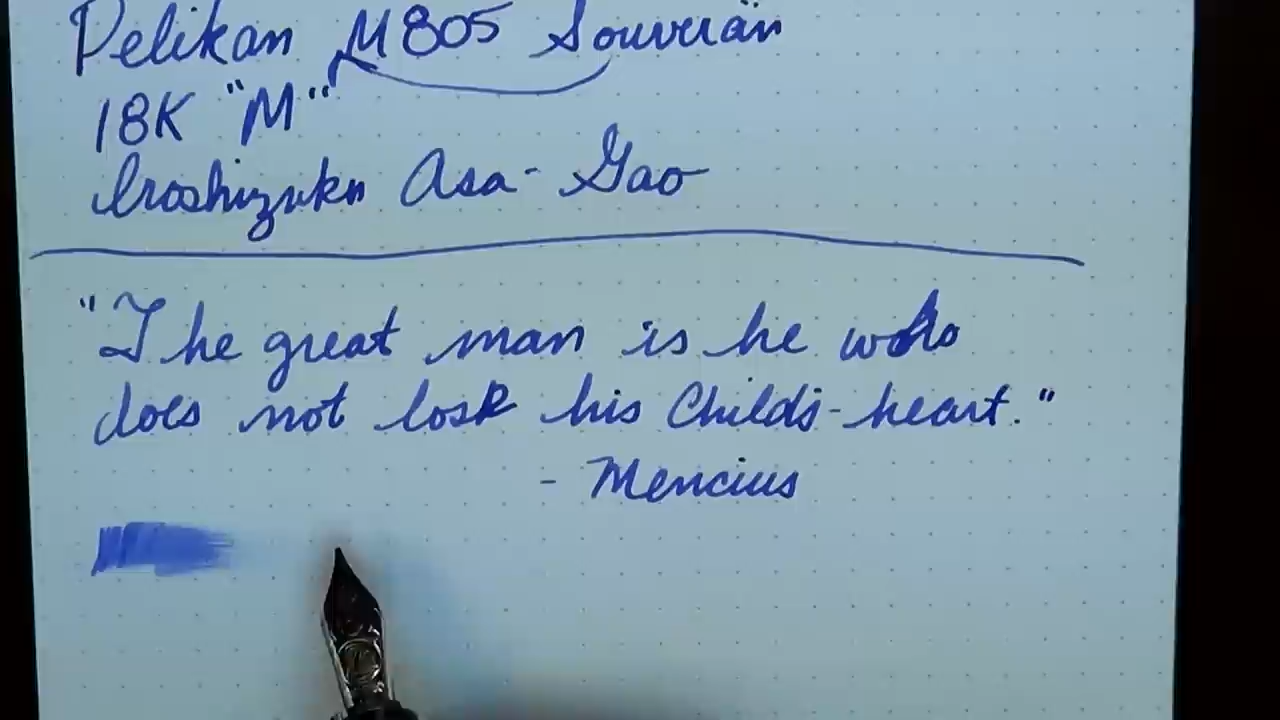 Pelikan M805 Souverän
18K "M"
Iroshizuku Asa-Gao
"The great man is he who
does not lose his Child's-heart."
- Mencius